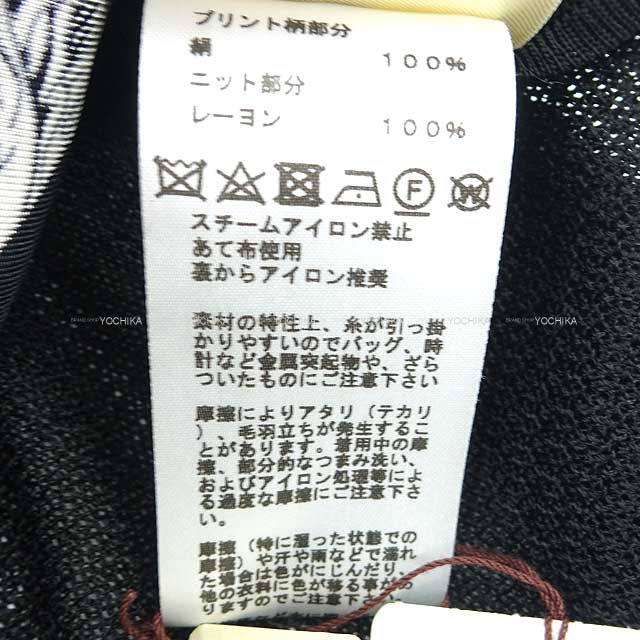 プリント柄部分
絹 100%
ニット部分
レーヨン 100%
F W
スチームアイロン禁止
あて布使用
裏からアイロン推奨
素材の特性上、糸が引っ掛
かりやすいのでバッグ、時
計など金属突起物や、ざら
ついたものにご注意下さい
摩擦によりアタリ(テカリ
)、毛羽立ちが発生するこ
とがあります。着用中の摩
擦、部分的なつまみ洗い、
およびアイロン処理等によ
る過度な摩擦にご注意下さ
い。
摩擦(特に湿った状態での
摩擦)や汗や雨などで濡れ
た場合は色がにじんだり、
他の衣料に色が移る事が
りますのでご注意下さ
BRAND SHOP YOCHIKA
BRAND SHOP YOCHIKA
BRAND SHOP YOCHIKA